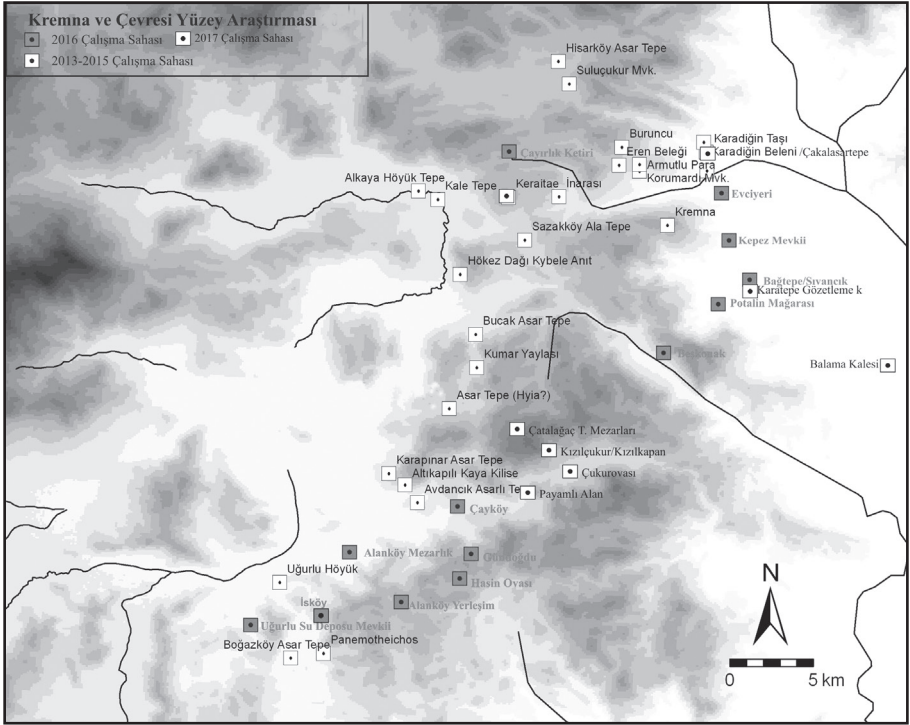 Kremna ve Çevresi Yüzey Araştırması
2016 Çalışma Sahası
2017 Çalışma Sahası
2013-2015 Çalışma Sahası
Hisarköy Asar Tepe
Suluçukur Mvk.
Buruncu
Karadiğin Taşı
Çayırlık Ketiri
Eren Beleği
Karadiğin Beleni /Çakalasartepe
Armutlu Para
Korumardı Mvk.
Alkaya Höyük Tepe
Kale Tepe
Keraitae
İnarası
Evciyeri
Kremna
Sazakköy Ala Tepe
Kepez Mevkii
Hökez Dağı Kybele Anıt
Bağtepe/Sıvancık
Karatepe Gözetleme k
Potalin Mağarası
Bucak Asar Tepe
Kumar Yaylası
Balama Kalesi
Asar Tepe (Hyia?)
Çatalağaç T. Mezarları
Kızılçukur/Kızılkapan
Karapınar Asar Tepe
Altıkapılı Kaya Kilise
Çukurovası
Avdancık Asarlı Te
Payamlı Alan
Çayköy
Alanköy Mezarlık
Gündoğdu
Uğurlu Höyük
Hasin Ovası
İsköy
Alanköy Yerleşim
Uğurlu Su Deposu Mevkii
Boğazköy Asar Tepe
Panemotheichos
N
0 5 km